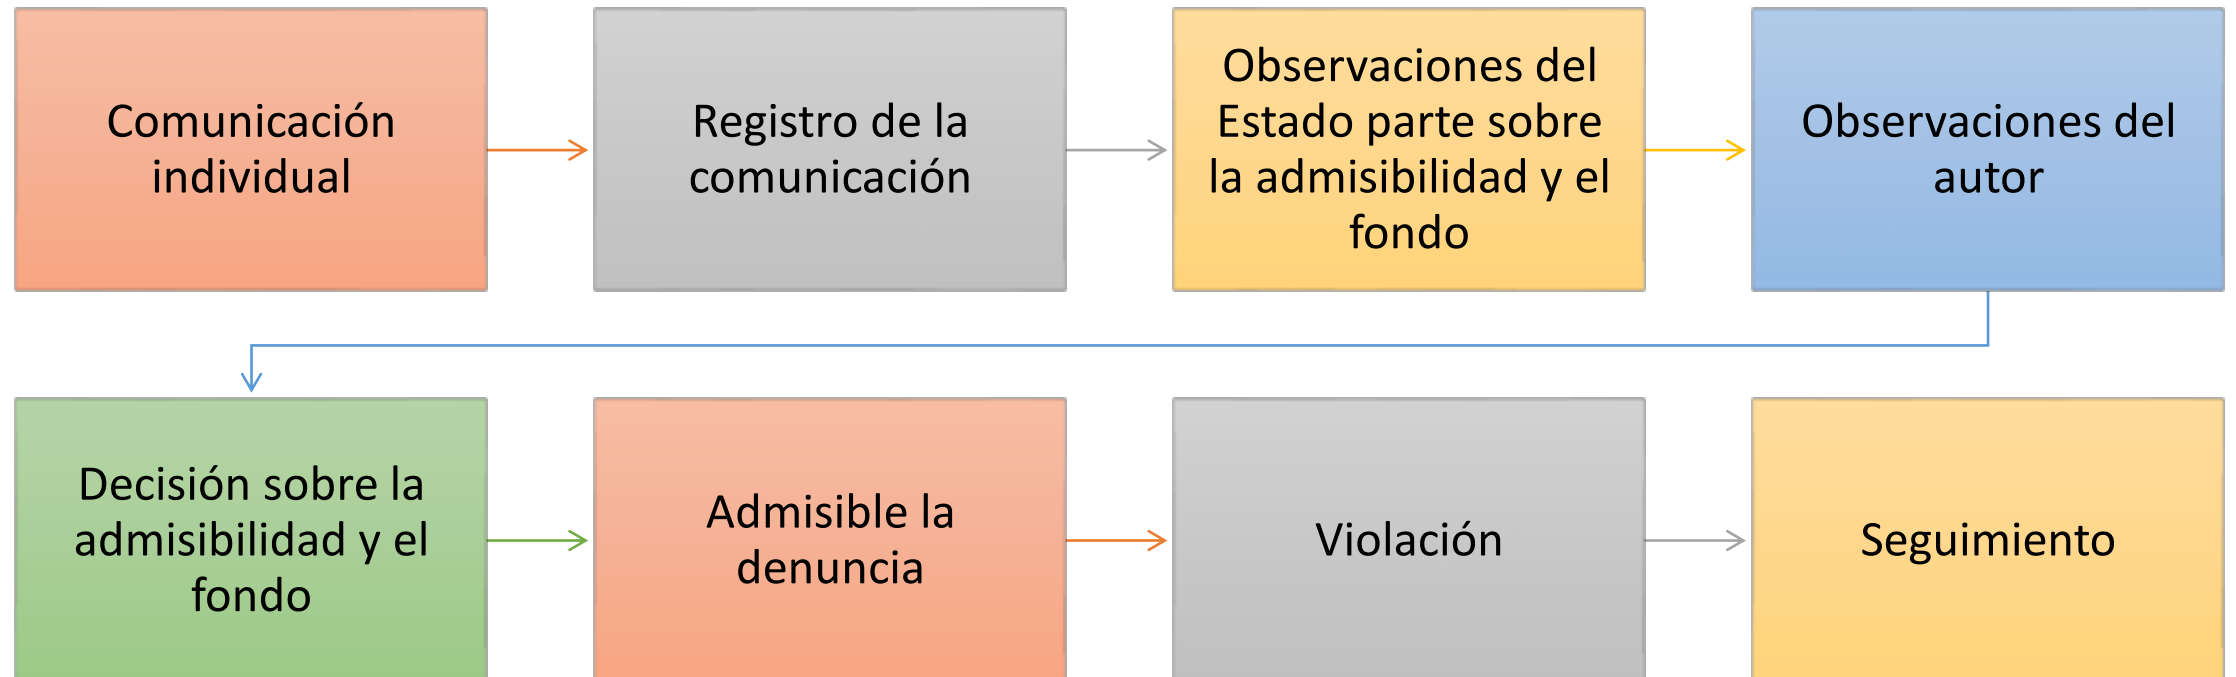 Comunicación
individual
Registro de la
comunicación
Observaciones del
Estado parte sobre
la admisibilidad y el
fondo
Observaciones del
autor
Decisión sobre la
admisibilidad y el
fondo
Admisible la
denuncia
Violación
Seguimiento